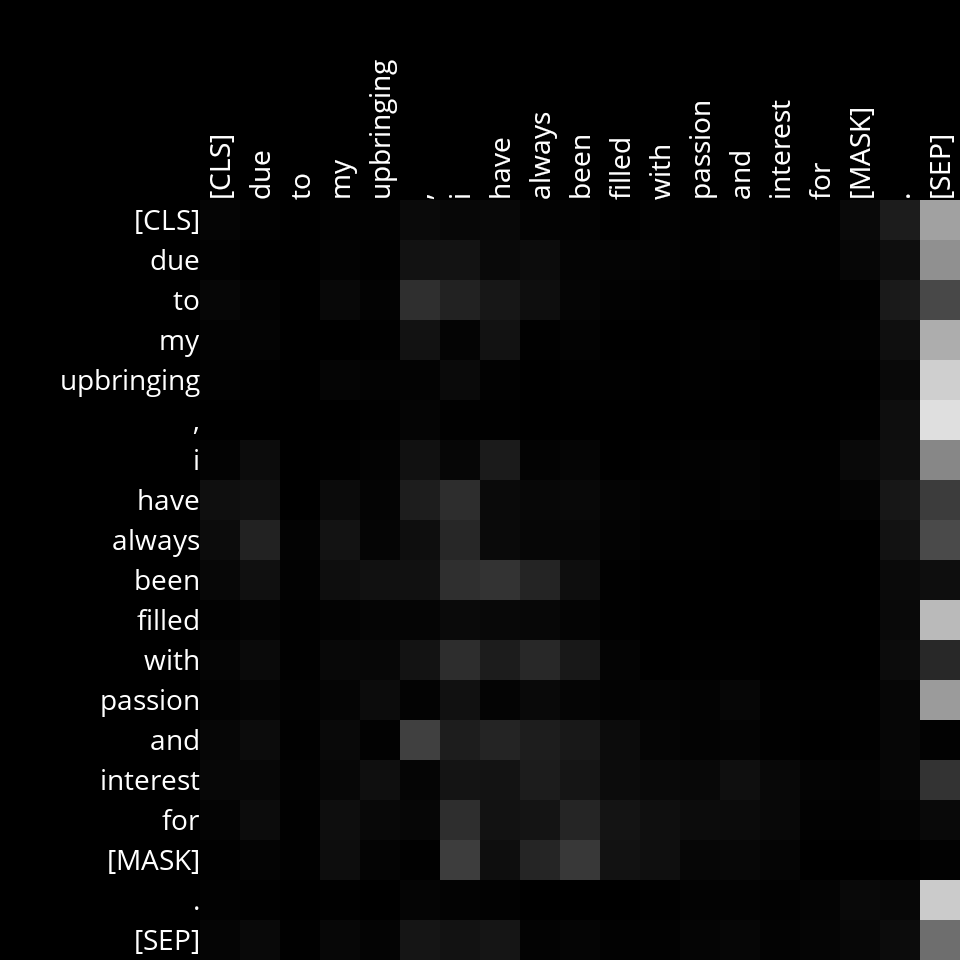 [CLS] due to my upbringing , i have always been filled with passion and interest for [MASK] . [SEP]
[CLS]
due
to
my
upbringing
,
i
have
always
been
filled
with
passion
and
interest
for
[MASK]
.
[SEP]